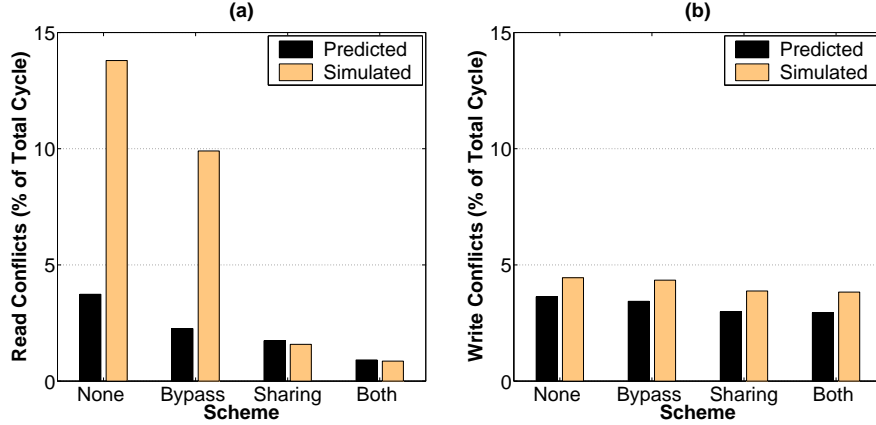 (a)
Read Conflicts (% of Total Cycle)
15
10
5
0
Predicted
Simulated
None Bypass Sharing Both
Scheme
(b)
Write Conflicts (% of Total Cycle)
15
10
5
0
Predicted
Simulated
None Bypass Sharing Both
Scheme